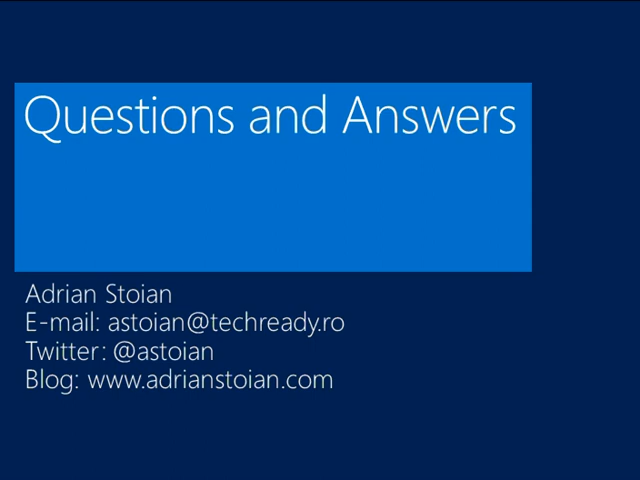 Questions and Answers
Adrian Stoian
E-mail: astoian@techready.ro
Twitter: @astoian
Blog: www.adrianstoian.com